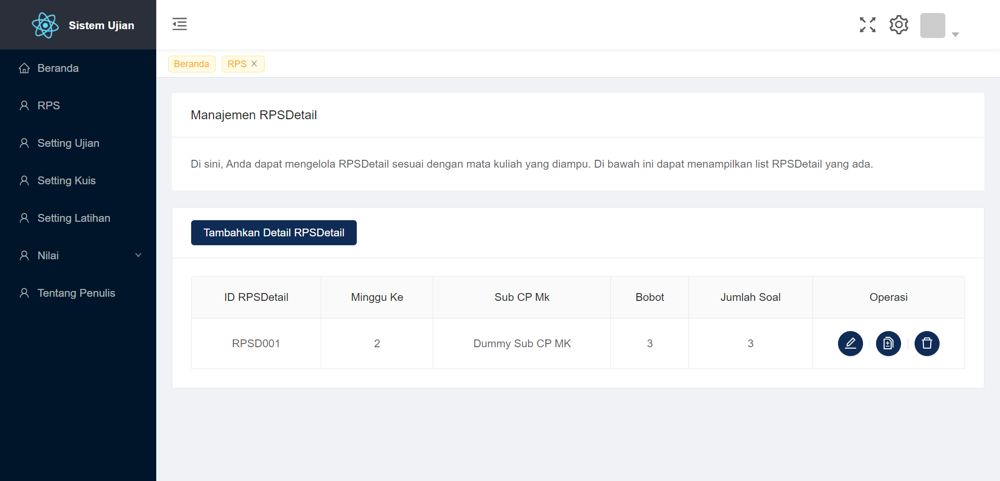 Sistem Ujian
Beranda
RPS
Setting Ujian
Setting Kuis
Setting Latihan
Nilai
Tentang Penulis
Beranda
RPS
Manajemen RPSDetail
Di sini, Anda dapat mengelola RPSDetail sesuai dengan mata kuliah yang diampu. Di bawah ini dapat menampilkan list RPSDetail yang ada.
Tambahkan Detail RPSDetail
ID RPSDetail Minggu Ke Sub CP Mk Bobot Jumlah Soal Operasi
RPSD001 2 Dummy Sub CP MK 3 3